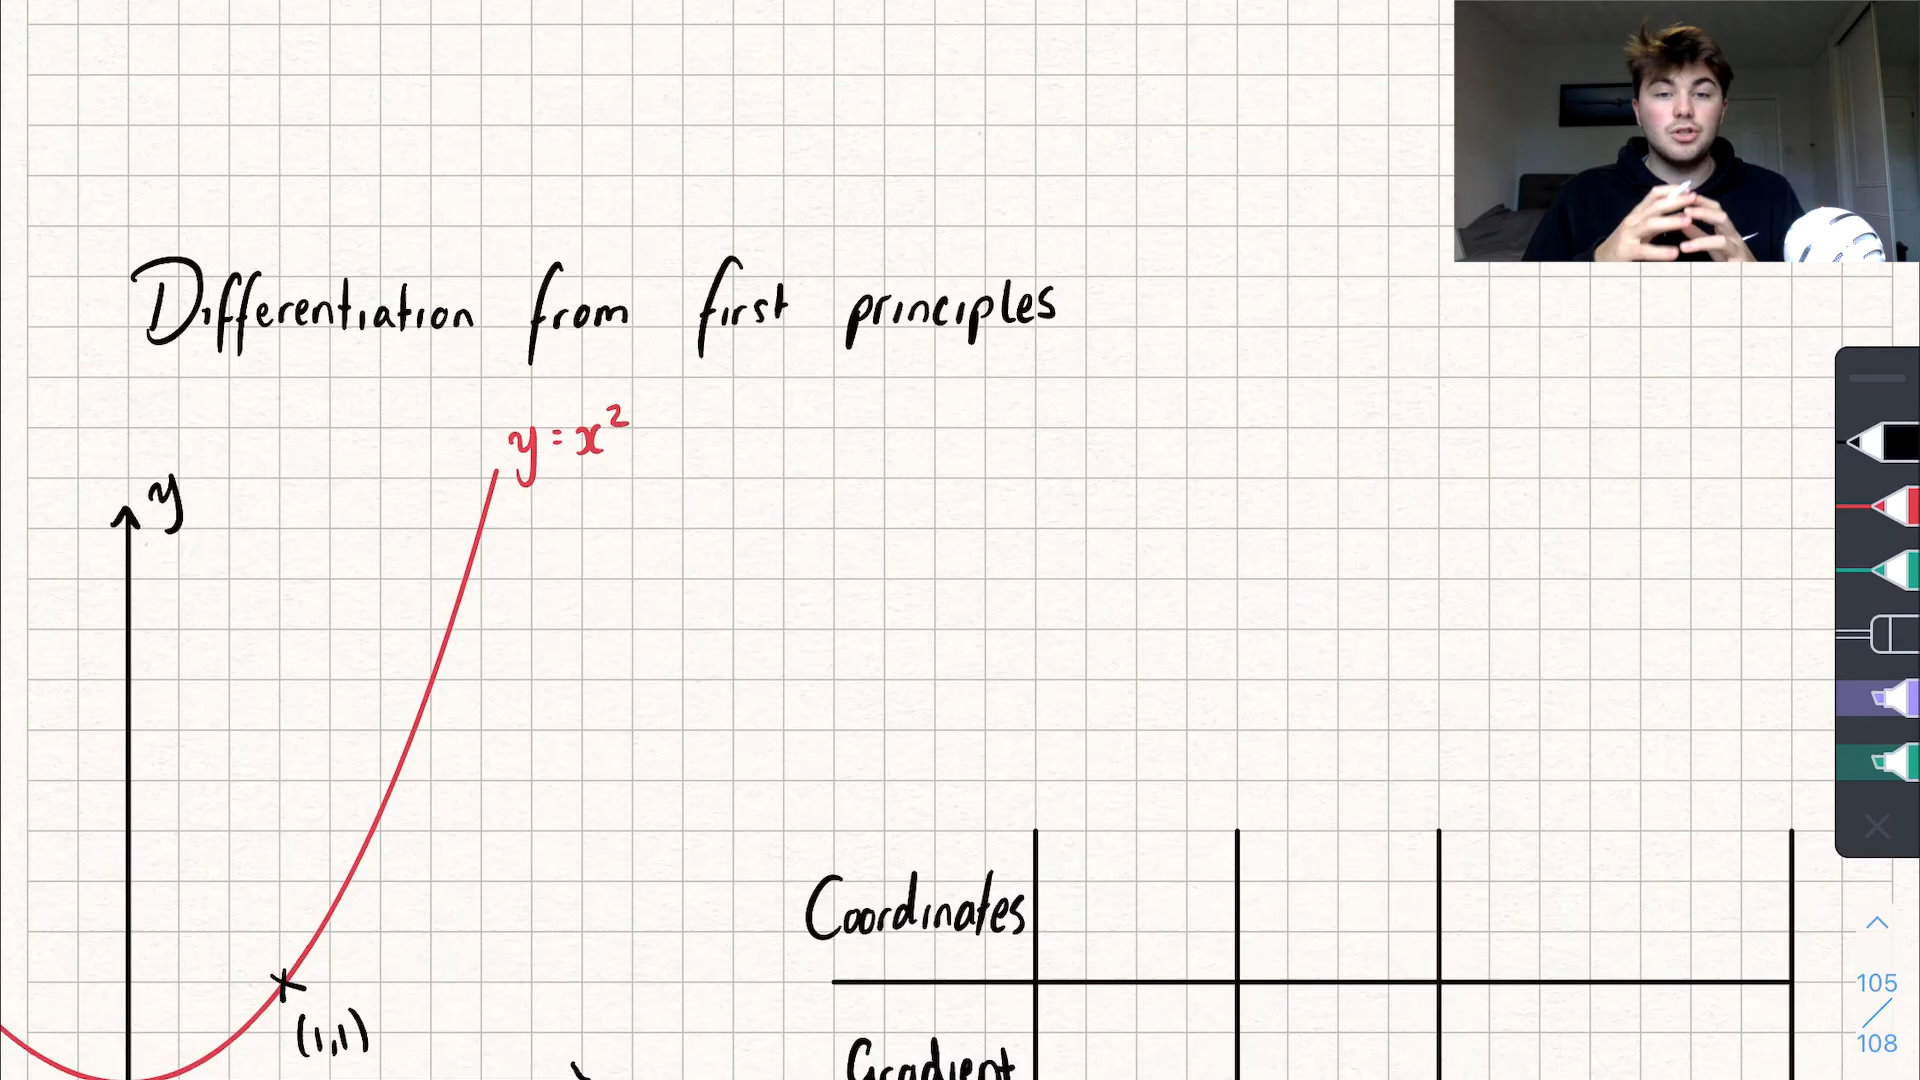 Differentiation from first principles
y = x²
y
(1,1)
Coordinates
Gradient
105
108